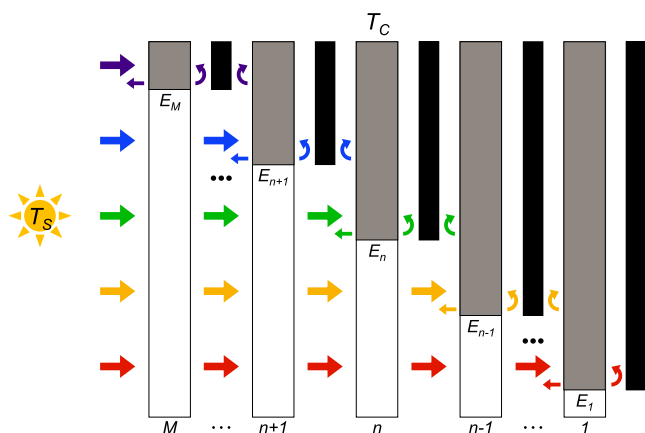 T_C
E_M
E_{n+1}
•••
T_S
E_n
E_{n-1}
•••
E_1
M ⋯ n+1 n n-1 ⋯ 1